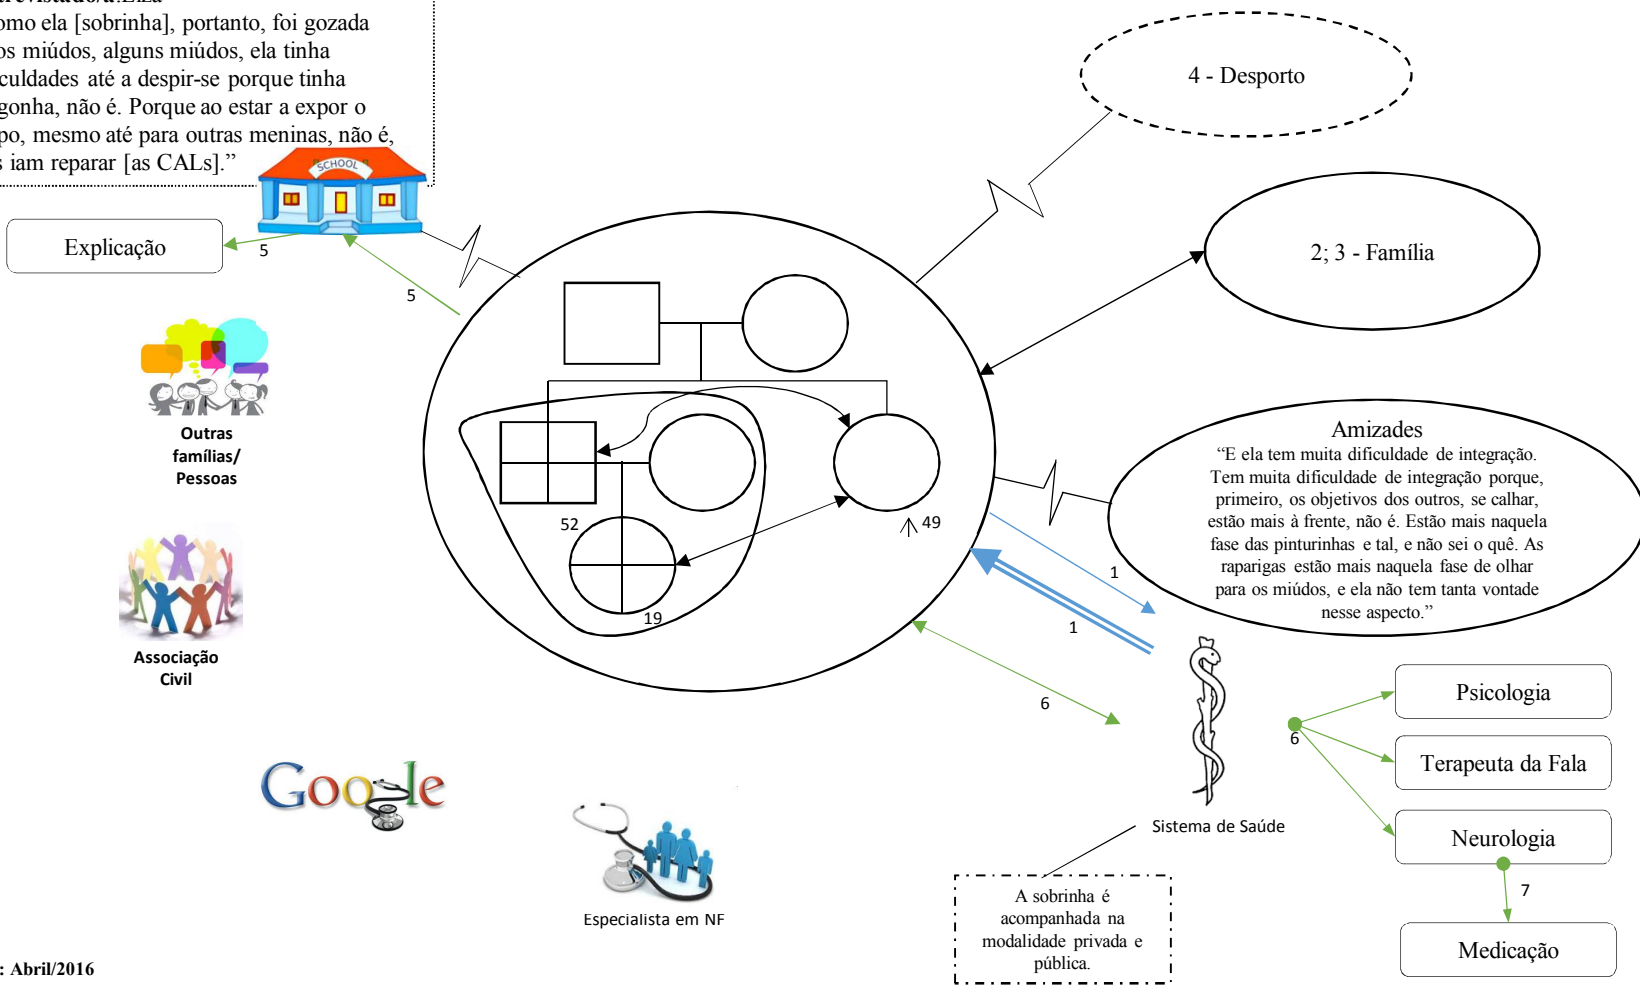 omo ela [sobrinha], portanto, foi gozada
os miúdos, alguns miúdos, ela tinha
culdades até a despir-se porque tinha
gonha, não é. Porque ao estar a expor o
po, mesmo até para outras meninas, não é,
s iam reparar [as CALs].”
SCHOOL
Explicação
5
5
4 - Desporto
2; 3 - Família
Outras
famílias/
Pessoas
Associação
Civil
52
19
49
Amizades
“E ela tem muita dificuldade de integração.
Tem muita dificuldade de integração porque,
primeiro, os objetivos dos outros, se calhar,
estão mais à frente, não é. Estão mais naquela
fase das pinturinhas e tal, e não sei o quê. As
raparigas estão mais naquela fase de olhar
para os miúdos, e ela não tem tanta vontade
nesse aspecto.”
1
1
6
6
Psicologia
Terapeuta da Fala
Neurologia
7
Medicação
Sistema de Saúde
A sobrinha é
acompanhada na
modalidade privada e
pública.
Google
Especialista em NF
: Abril/2016